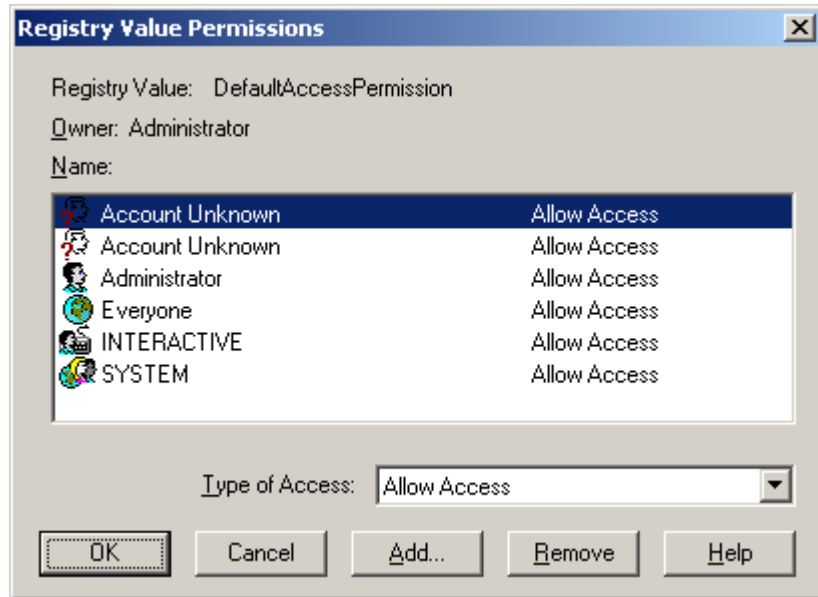 Registry Value Permissions
Registry Value: DefaultAccessPermission
Owner: Administrator
Name:
Account Unknown Allow Access
Account Unknown Allow Access
Administrator Allow Access
Everyone Allow Access
INTERACTIVE Allow Access
SYSTEM Allow Access
Type of Access: Allow Access
OK Cancel Add... Remove Help